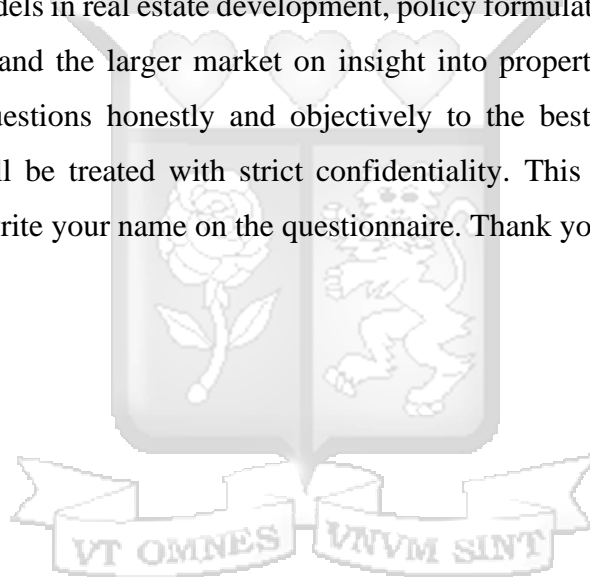 dels in real estate development, policy formulat
and the larger market on insight into propert
uestions honestly and objectively to the best
ll be treated with strict confidentiality. This
rite your name on the questionnaire. Thank yo
VT OMNES VNVM SINT